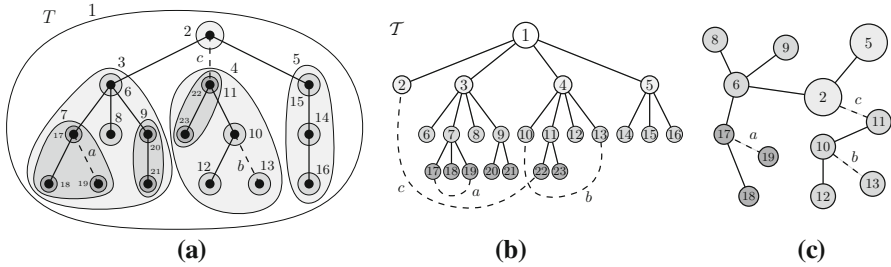 T 1
2
c
3 4 5
6 22 11 15
7 9
17 a 8 20 23 10 14
12 b 13
18 19 21 16
(a)
𝒯
1
2 3 4 5
6 7 8 9 10 11 12 13 14 15 16
17 18 19 20 21 22 23
c a b
(b)
8 9 5
6 2 c 11
17 a 10
19 b
18 12 13
(c)